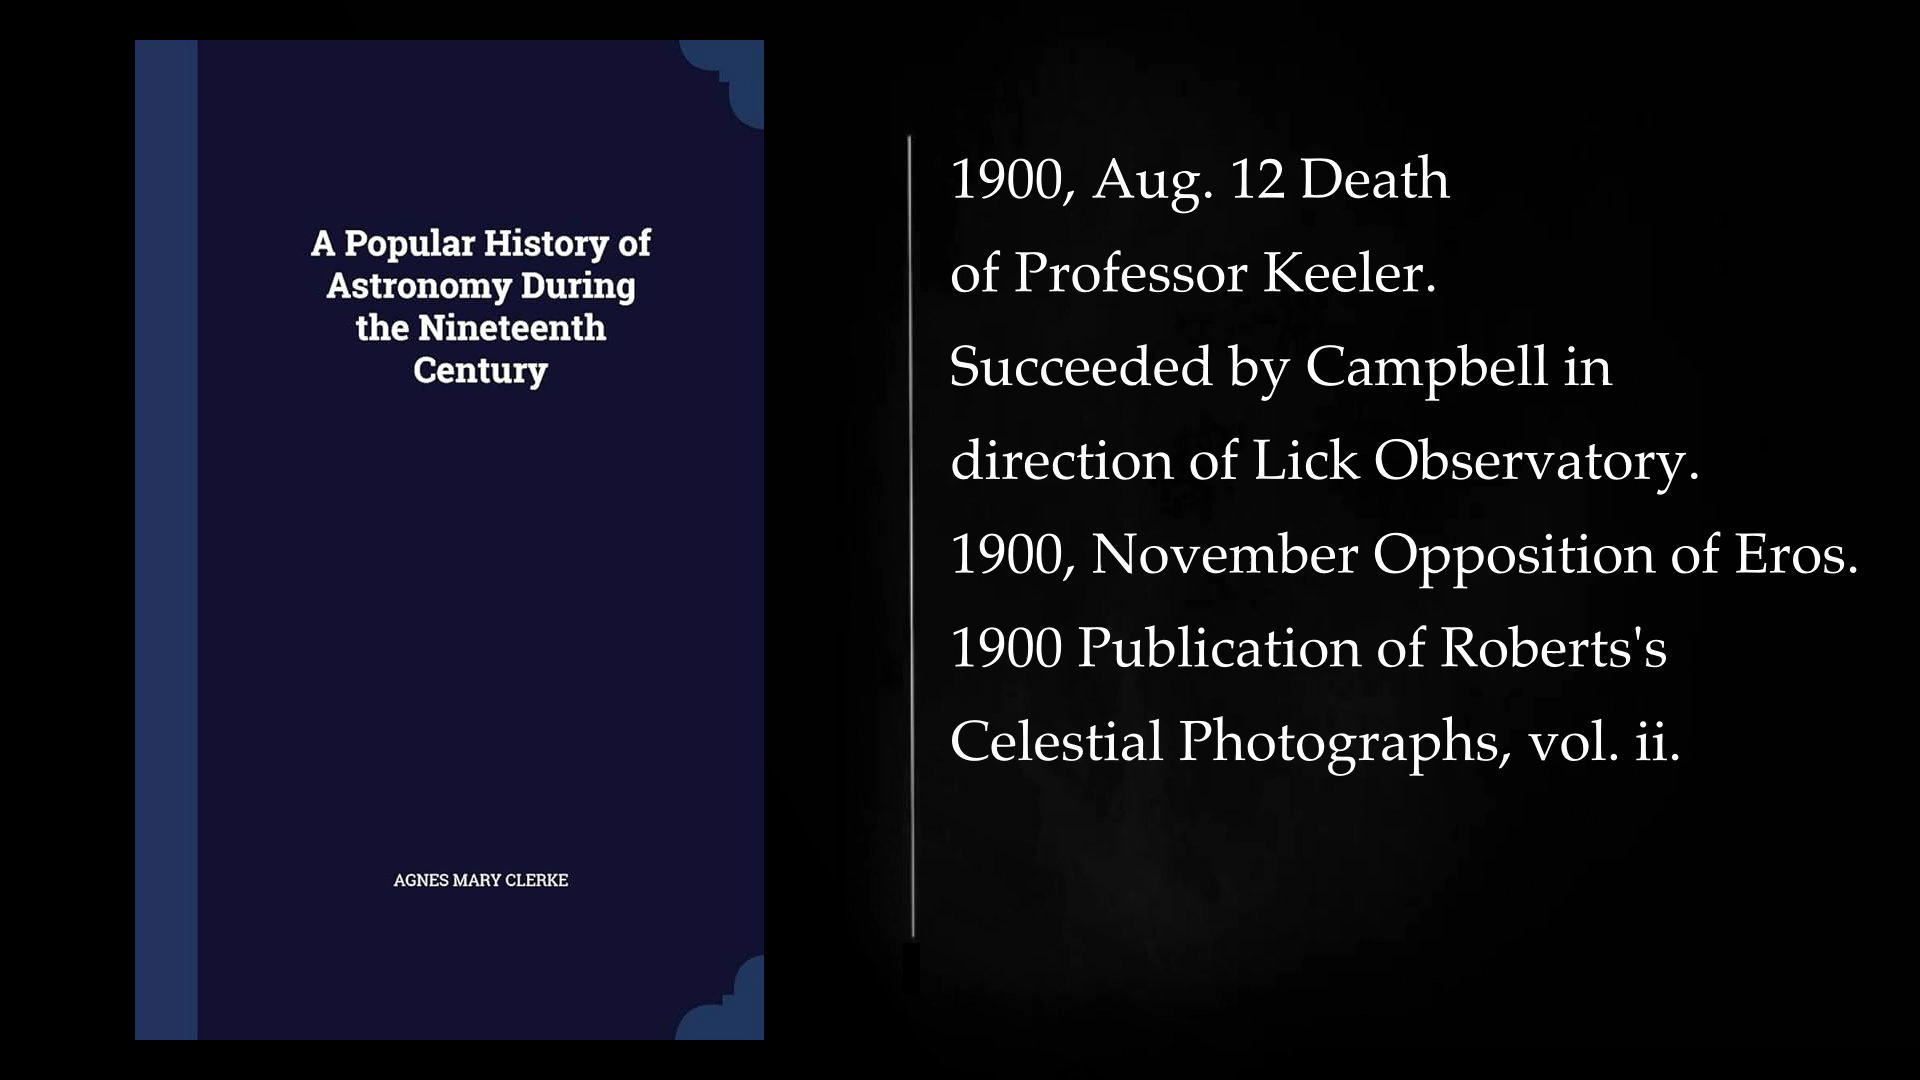 A Popular History of
Astronomy During
the Nineteenth
Century
AGNES MARY CLERKE
1900, Aug. 12 Death
of Professor Keeler.
Succeeded by Campbell in
direction of Lick Observatory.
1900, November Opposition of Eros.
1900 Publication of Roberts's
Celestial Photographs, vol. ii.